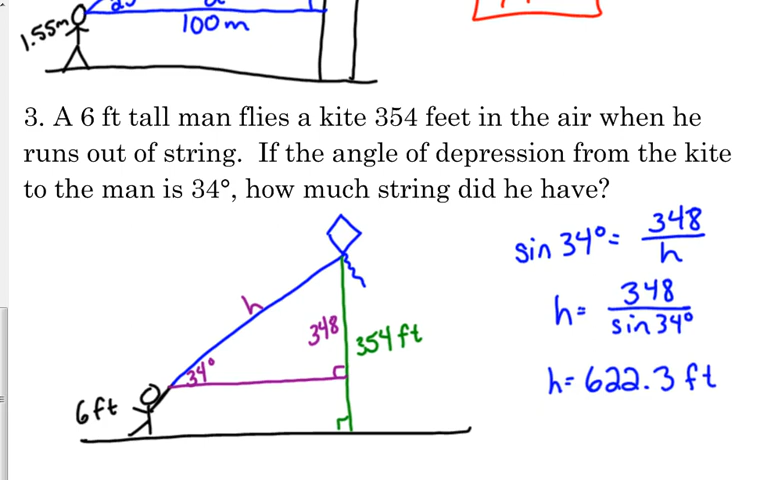 1.55m
100m
3. A 6 ft tall man flies a kite 354 feet in the air when he
runs out of string. If the angle of depression from the kite
to the man is 34°, how much string did he have?
sin 34° = 348/h
h = 348/sin 34°
h = 622.3 ft
h
348
354 ft
34°
6ft